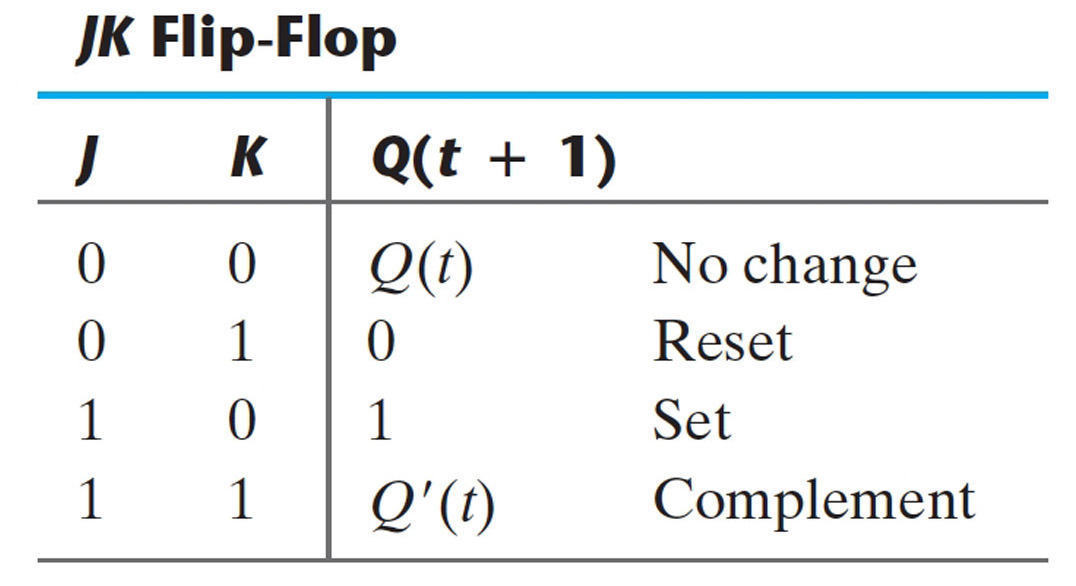 JK Flip-Flop
J K Q(t + 1)
0 0 Q(t) No change
0 1 0 Reset
1 0 1 Set
1 1 Q′(t) Complement